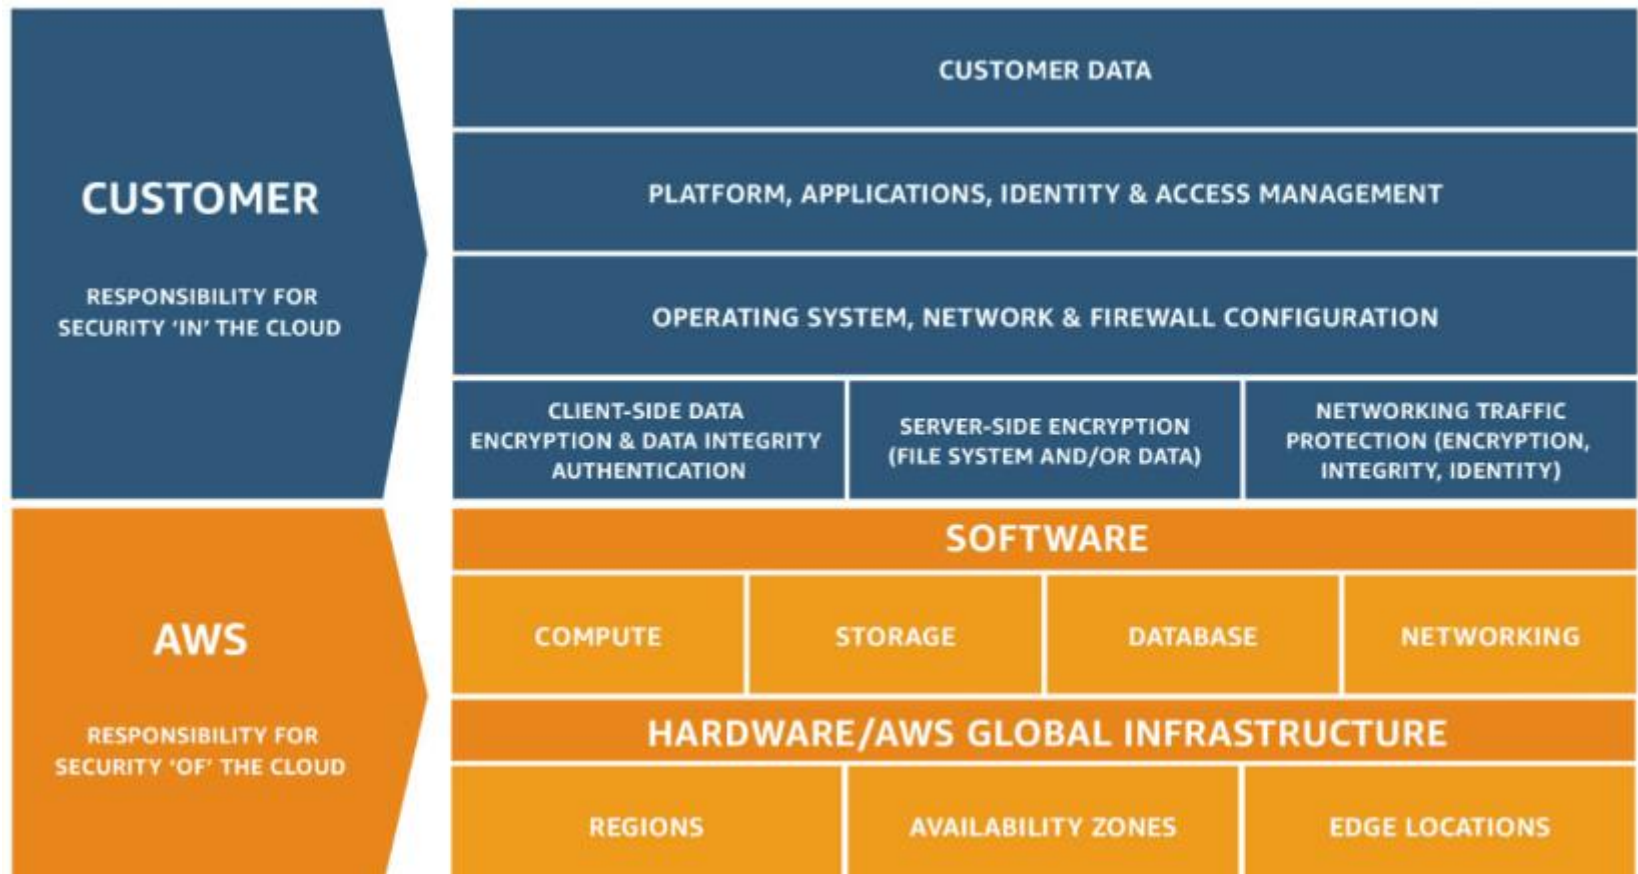 CUSTOMER
RESPONSIBILITY FOR
SECURITY ‘IN’ THE CLOUD
CUSTOMER DATA
PLATFORM, APPLICATIONS, IDENTITY & ACCESS MANAGEMENT
OPERATING SYSTEM, NETWORK & FIREWALL CONFIGURATION
CLIENT-SIDE DATA
ENCRYPTION & DATA INTEGRITY
AUTHENTICATION
SERVER-SIDE ENCRYPTION
(FILE SYSTEM AND/OR DATA)
NETWORKING TRAFFIC
PROTECTION (ENCRYPTION,
INTEGRITY, IDENTITY)
AWS
RESPONSIBILITY FOR
SECURITY ‘OF’ THE CLOUD
SOFTWARE
COMPUTE
STORAGE
DATABASE
NETWORKING
HARDWARE/AWS GLOBAL INFRASTRUCTURE
REGIONS
AVAILABILITY ZONES
EDGE LOCATIONS